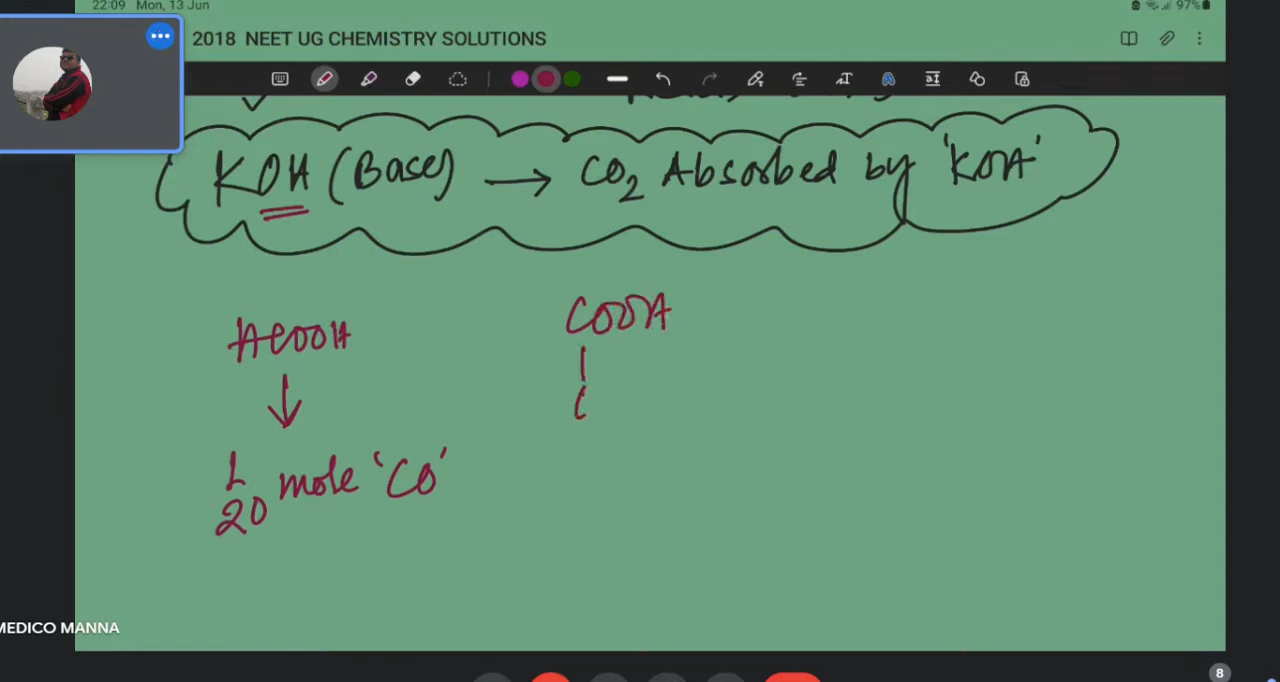 22:09 Mon, 13 Jun
97%
2018 NEET UG CHEMISTRY SOLUTIONS
KOH (Base) → CO2 Absorbed by 'KOH'
HCOOH
COOH
|
C
↓
1/20 mole 'CO'
MEDICO MANNA
8